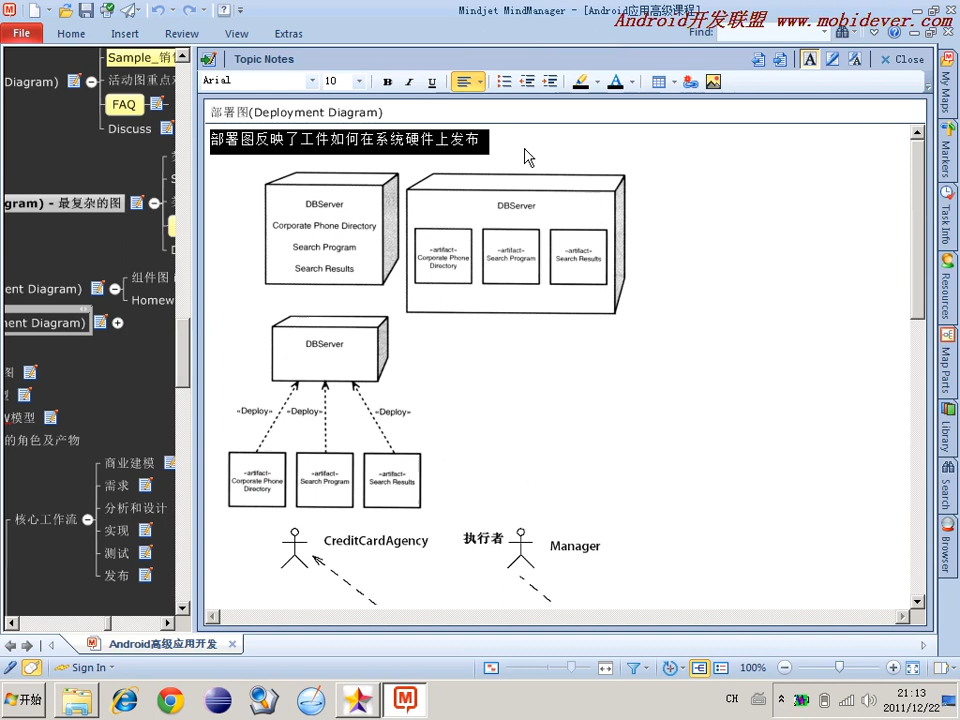 Mindjet MindManager - [Android应用高级课程]
Android开发联盟 www.mobidever.com
File Home Insert Review View Extras Find:
Topic Notes
Close
Arial 10 B I U
部署图(Deployment Diagram)
部署图反映了工件如何在系统硬件上发布
DBServer
Corporate Phone Directory
Search Program
Search Results
DBServer
«artifact»
Corporate Phone
Directory
«artifact»
Search Program
«artifact»
Search Results
DBServer
«Deploy» «Deploy» «Deploy»
«artifact»
Corporate Phone
Directory
«artifact»
Search Program
«artifact»
Search Results
CreditCardAgency
执行者
Manager
Sample_销
Diagram)
活动图重点
FAQ
Discuss
gram) - 最复杂的图
组件图
ent Diagram)
Homew
ment Diagram)
图
型
V模型
的角色及产物
商业建模
需求
分析和设计
核心工作流
实现
测试
发布
My Maps
Markers
Task Info
Resources
Map Parts
Library
Search
Browser
Android高级应用开发
Sign In
100%
开始
CH
21:13
2011/12/22